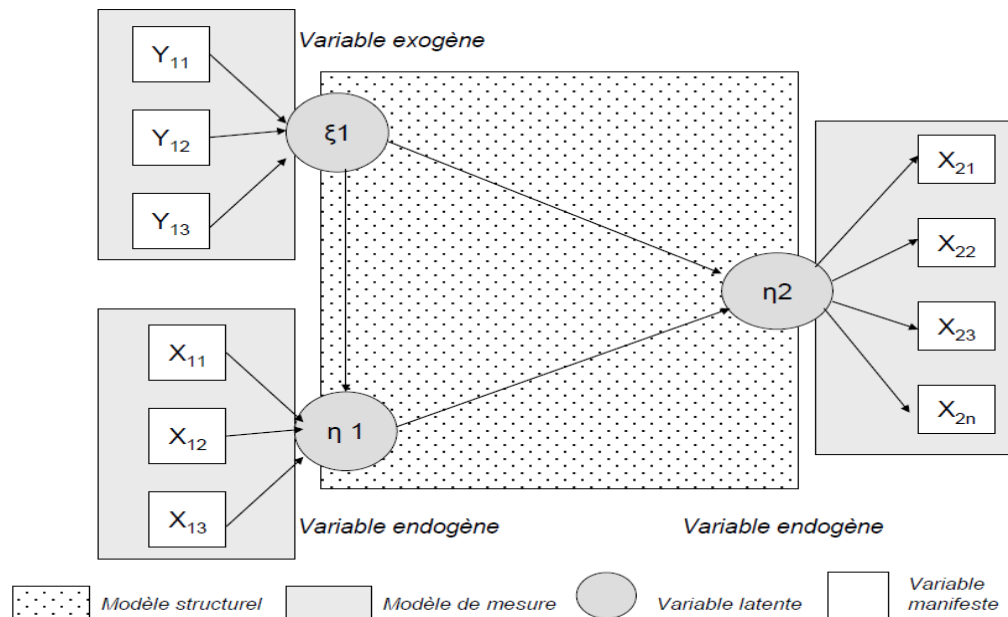 Variable exogène
Y11
Y12
Y13
ξ1
X21
X22
X23
X2n
η2
X11
X12
X13
η 1
Variable endogène
Variable endogène
Modèle structurel
Modèle de mesure
Variable latente
Variable
manifeste